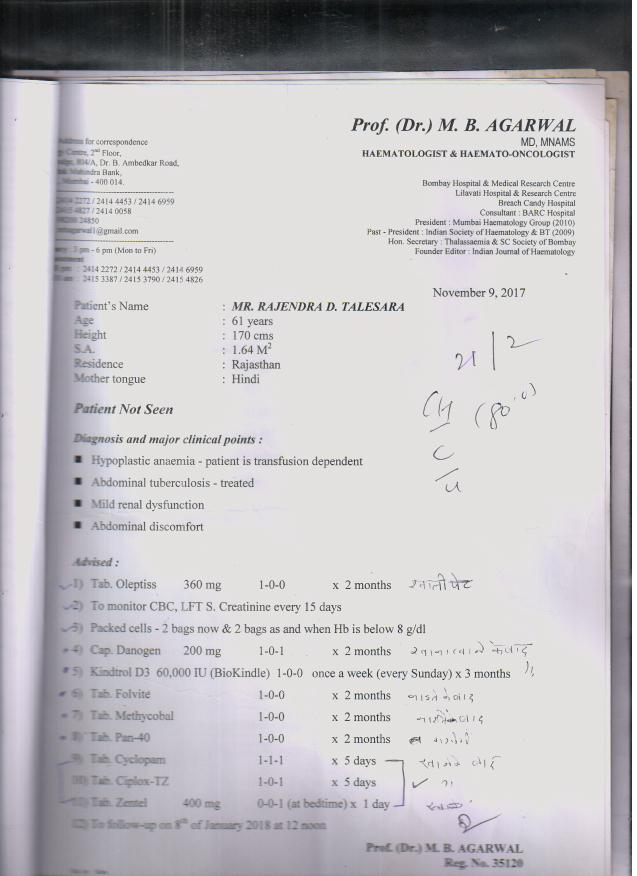 Prof. (Dr.) M. B. AGARWAL
MD, MNAMS
HAEMATOLOGIST & HAEMATO-ONCOLOGIST
for correspondence
Centre, 2nd Floor,
804/A, Dr. B. Ambedkar Road,
Mahindra Bank,
Mumbai - 400 014.
2414 2272 / 2414 4453 / 2414 6959
2415 4827 / 2414 0058
24850
mbagarwal1@gmail.com
3 pm - 6 pm (Mon to Fri)
pm : 2414 2272 / 2414 4453 / 2414 6959
am : 2415 3387 / 2415 3790 / 2415 4826
Bombay Hospital & Medical Research Centre
Lilavati Hospital & Research Centre
Breach Candy Hospital
Consultant : BARC Hospital
President : Mumbai Haematology Group (2010)
Past - President : Indian Society of Haematology & BT (2009)
Hon. Secretary : Thalassaemia & SC Society of Bombay
Founder Editor : Indian Journal of Haematology
November 9, 2017
Patient's Name : MR. RAJENDRA D. TALESARA
Age : 61 years
Height : 170 cms
S.A. : 1.64 M2
Residence : Rajasthan
Mother tongue : Hindi
Patient Not Seen
Diagnosis and major clinical points :
■ Hypoplastic anaemia - patient is transfusion dependent
■ Abdominal tuberculosis - treated
■ Mild renal dysfunction
■ Abdominal discomfort
Advised :
1) Tab. Oleptiss 360 mg 1-0-0 x 2 months खाली पेट
2) To monitor CBC, LFT S. Creatinine every 15 days
3) Packed cells - 2 bags now & 2 bags as and when Hb is below 8 g/dl
4) Cap. Danogen 200 mg 1-0-1 x 2 months
5) Kindtrol D3 60,000 IU (BioKindle) 1-0-0 once a week (every Sunday) x 3 months
6) Tab. Folvite 1-0-0 x 2 months
7) Tab. Methycobal 1-0-0 x 2 months
8) Tab. Pan-40 1-0-0 x 2 months
9) Tab. Cyclopam 1-1-1 x 5 days
10) Tab. Ciplox-TZ 1-0-1 x 5 days
11) Tab. Zentel 400 mg 0-0-1 (at bedtime) x 1 day
12) To follow-up on 8th of January 2018 at 12 noon
Prof. (Dr.) M. B. AGARWAL
Reg. No. 35120